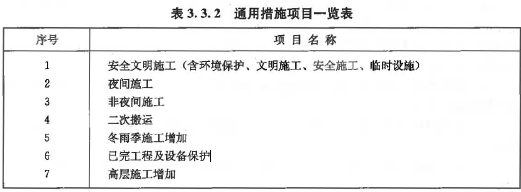 表 3.3.2 通用措施项目一览表
序号 项目名称
1 安全文明施工（含环境保护、文明施工、安全施工、临时设施）
2 夜间施工
3 非夜间施工
4 二次搬运
5 冬雨季施工增加
6 已完工程及设备保护
7 高层施工增加